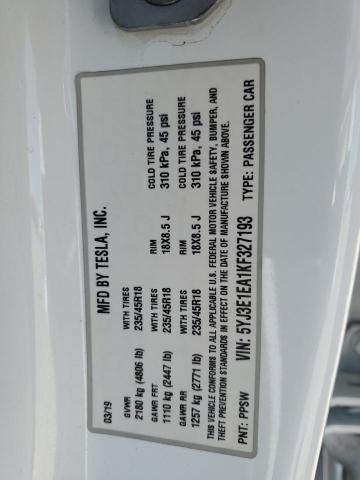 MFD BY TESLA, INC.
03/19
GVWR WITH TIRES RIM COLD TIRE PRESSURE
2180 kg (4806 lb) 235/45R18 18X8.5 J 310 kPa, 45 psi
GAWR FRT
1110 kg (2447 lb) 235/45R18
GAWR RR WITH TIRES RIM COLD TIRE PRESSURE
1257 kg (2771 lb) 235/45R18 18X8.5 J 310 kPa, 45 psi
THIS VEHICLE CONFORMS TO ALL APPLICABLE U.S. FEDERAL MOTOR VEHICLE SAFETY, BUMPER, AND
THEFT PREVENTION STANDARDS IN EFFECT ON THE DATE OF MANUFACTURE SHOWN ABOVE.
PNT: PPSW VIN: 5YJ3E1EA1KF327193 TYPE: PASSENGER CAR